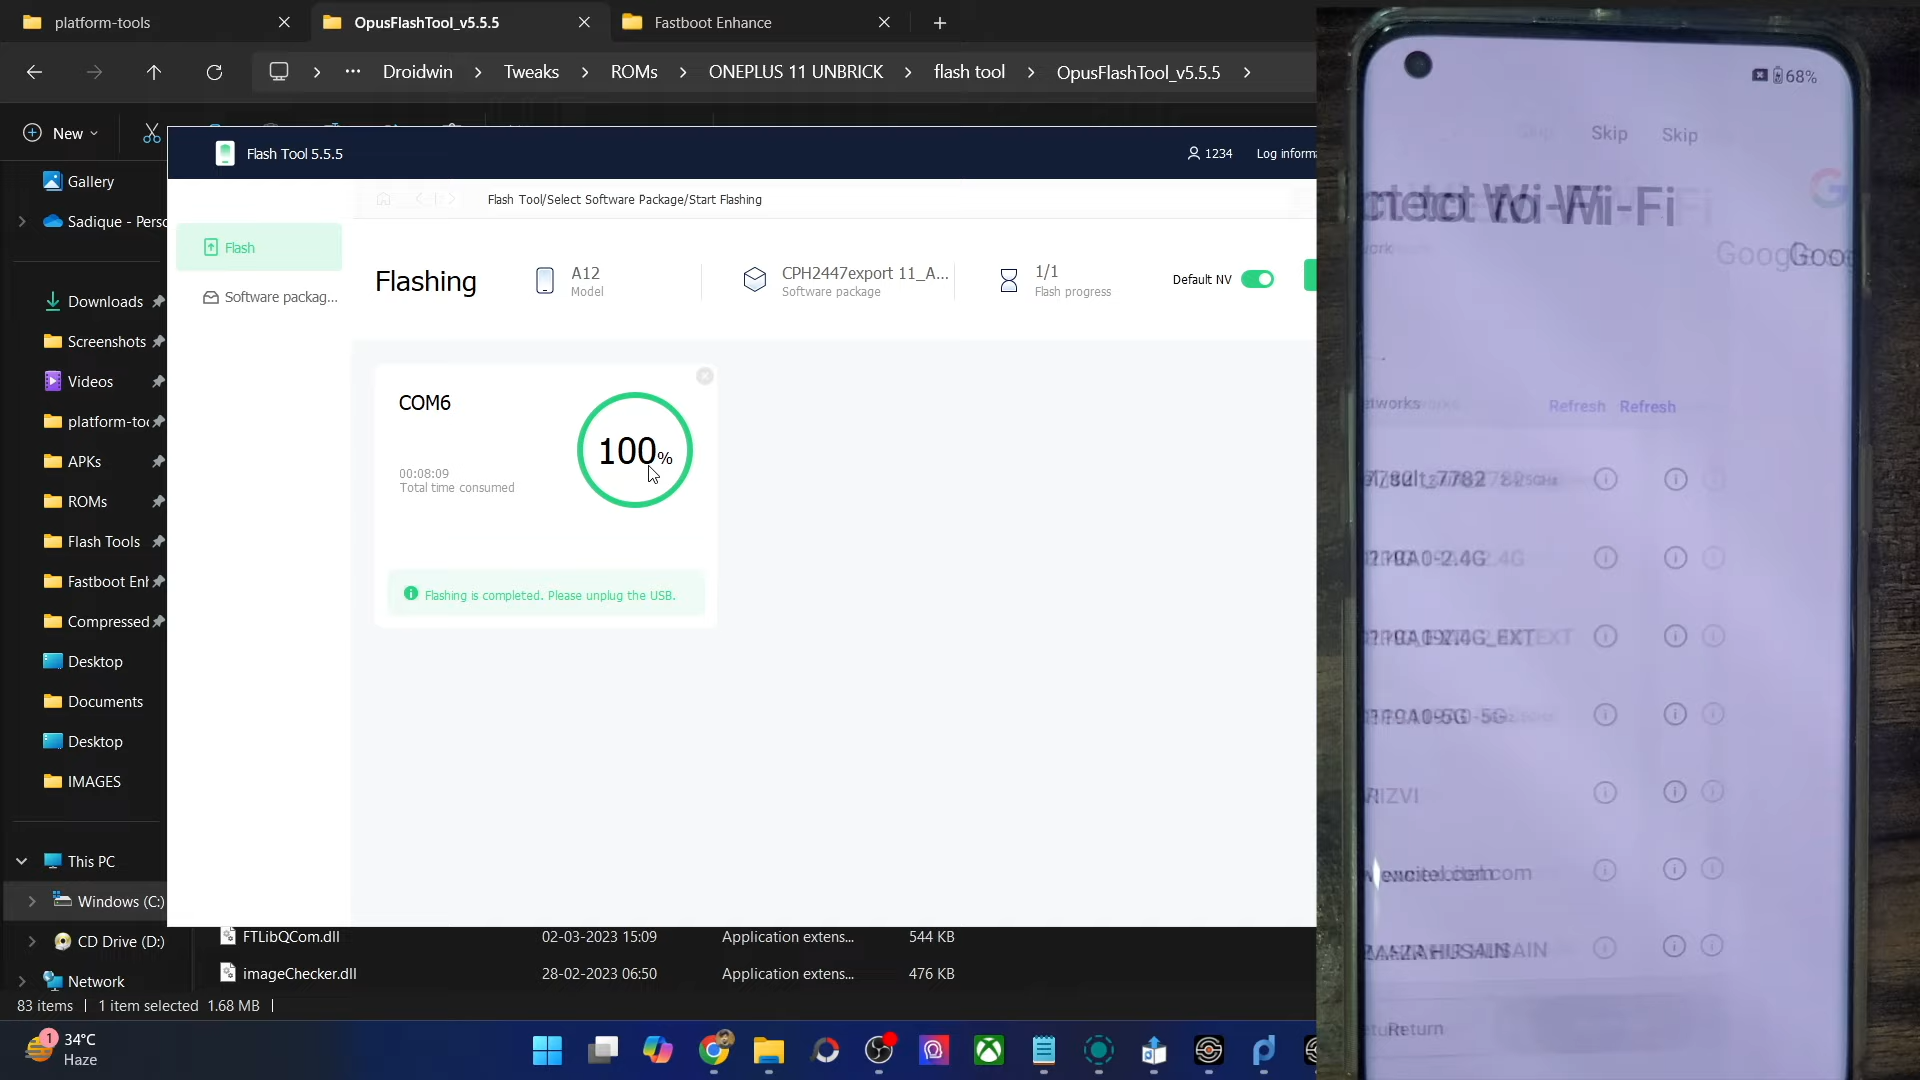 platform-tools
OpusFlashTool_v5.5.5
Fastboot Enhance
Droidwin
Tweaks
ROMs
ONEPLUS 11 UNBRICK
flash tool
OpusFlashTool_v5.5.5
New
Flash Tool 5.5.5
1234
Log inform
Gallery
Sadique - Perso
Downloads
Screenshots
Videos
platform-too
APKs
ROMs
Flash Tools
Fastboot Enh
Compressed
Desktop
Documents
Desktop
IMAGES
This PC
Windows (C:)
CD Drive (D:)
Network
Flash Tool/Select Software Package/Start Flashing
Flash
Software packag...
Flashing
A12
Model
CPH2447export 11_A...
Software package
1/1
Flash progress
Default NV
COM6
100%
00:08:09
Total time consumed
Flashing is completed. Please unplug the USB.
FTLibQCom.dll
02-03-2023 15:09
Application extens...
544 KB
imageChecker.dll
28-02-2023 06:50
Application extens...
476 KB
83 items
1 item selected
1.68 MB
1
34°C
Haze
68%
Skip
Skip
Wi-Fi
Refresh
Refresh
Return